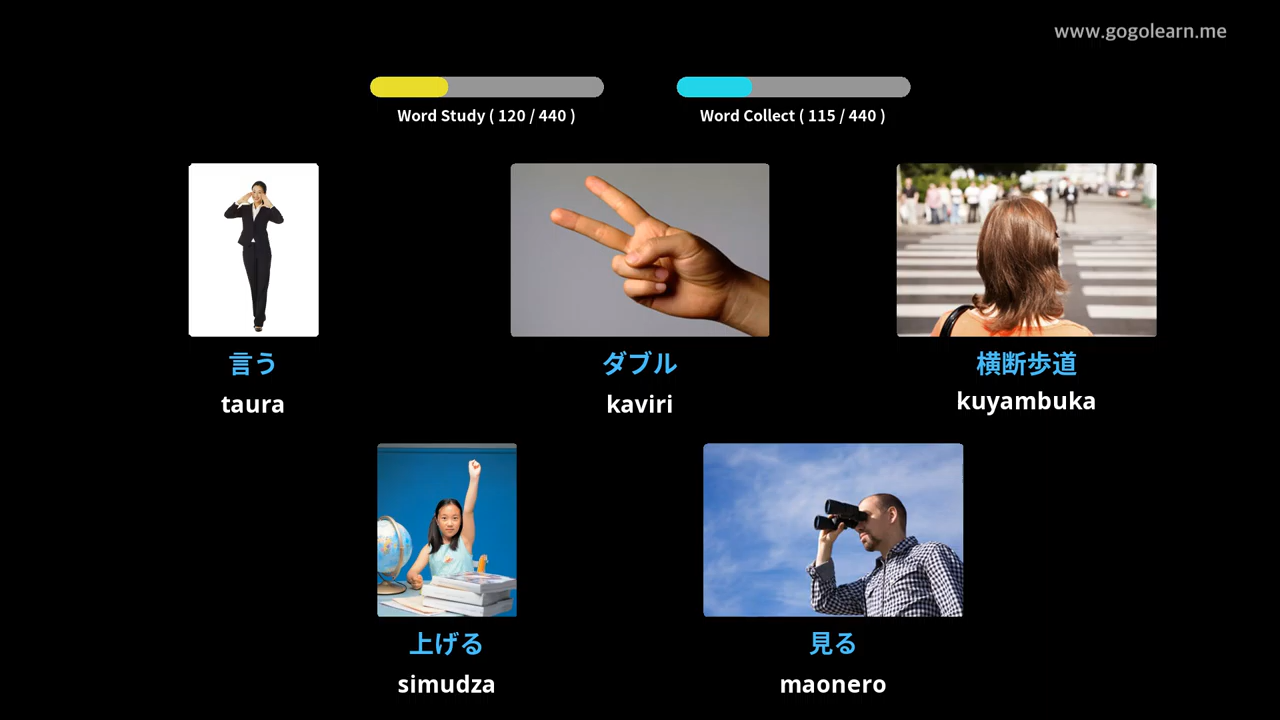 www.gogolearn.me
Word Study ( 120 / 440 )
Word Collect ( 115 / 440 )
言う
taura
ダブル
kaviri
横断歩道
kuyambuka
上げる
simudza
見る
maonero